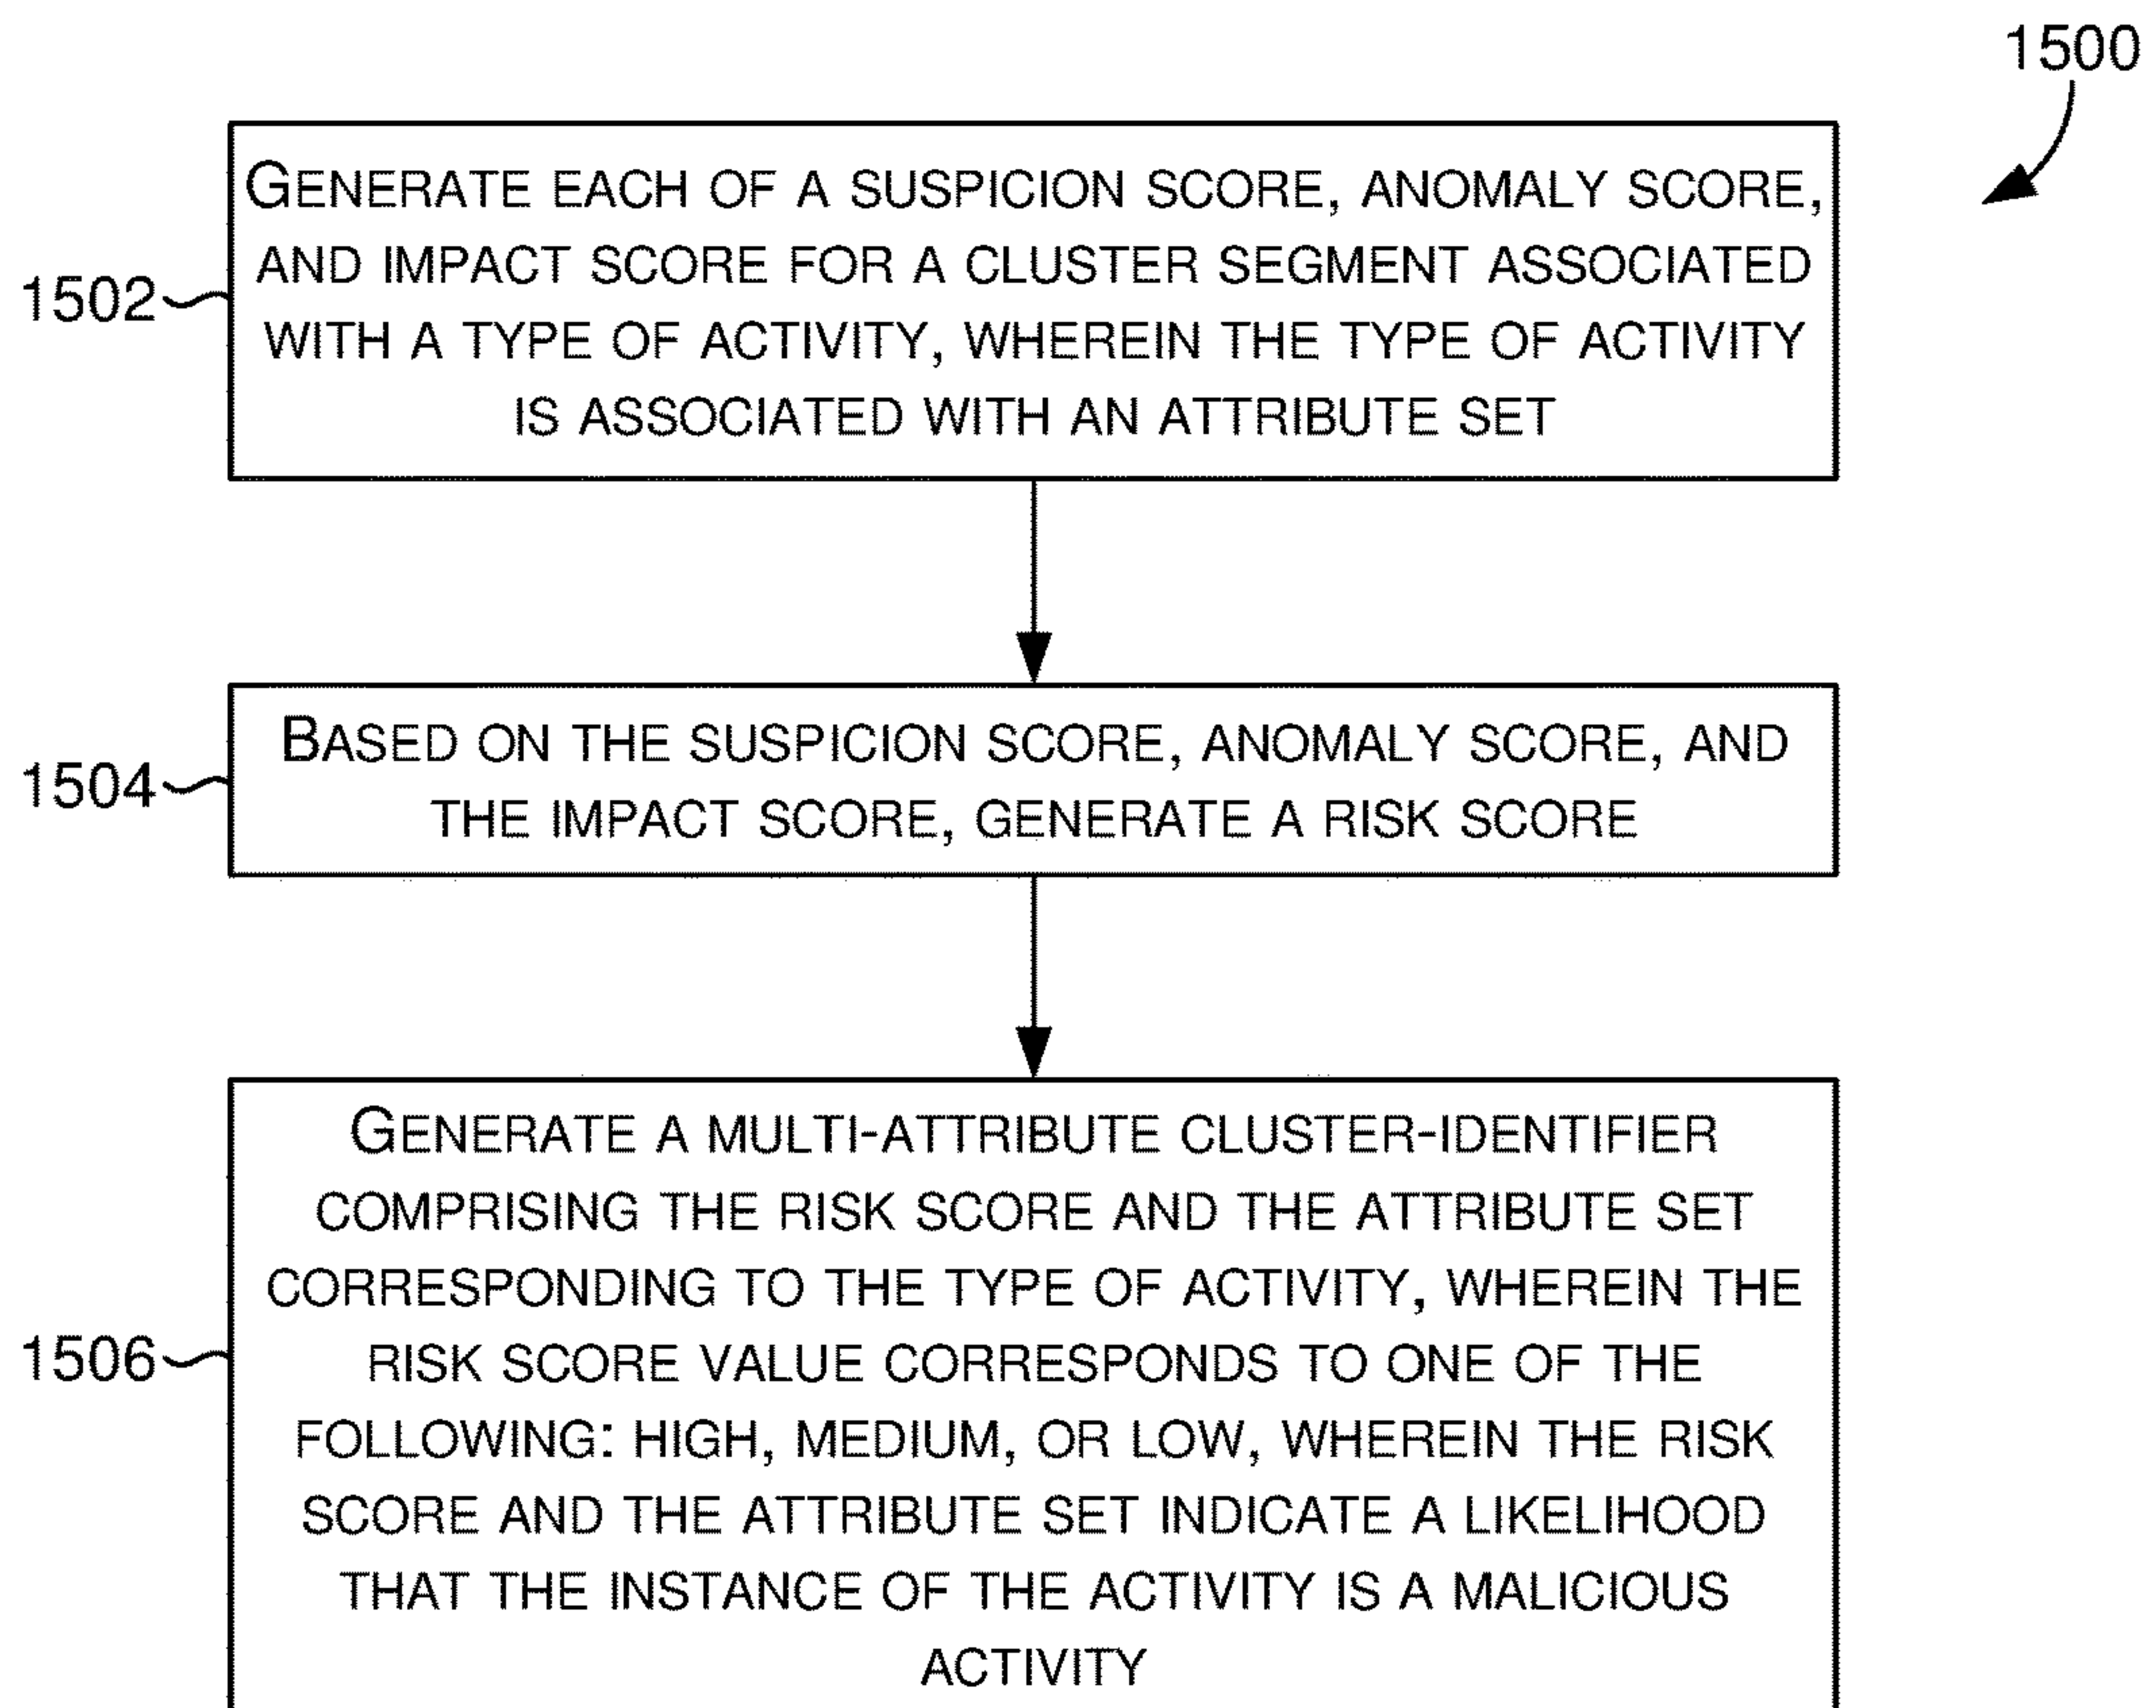 1500
GENERATE EACH OF A SUSPICION SCORE, ANOMALY SCORE,
AND IMPACT SCORE FOR A CLUSTER SEGMENT ASSOCIATED
WITH A TYPE OF ACTIVITY, WHEREIN THE TYPE OF ACTIVITY
IS ASSOCIATED WITH AN ATTRIBUTE SET
1502
BASED ON THE SUSPICION SCORE, ANOMALY SCORE, AND
THE IMPACT SCORE, GENERATE A RISK SCORE
1504
GENERATE A MULTI-ATTRIBUTE CLUSTER-IDENTIFIER
COMPRISING THE RISK SCORE AND THE ATTRIBUTE SET
CORRESPONDING TO THE TYPE OF ACTIVITY, WHEREIN THE
RISK SCORE VALUE CORRESPONDS TO ONE OF THE
FOLLOWING: HIGH, MEDIUM, OR LOW, WHEREIN THE RISK
SCORE AND THE ATTRIBUTE SET INDICATE A LIKELIHOOD
THAT THE INSTANCE OF THE ACTIVITY IS A MALICIOUS
ACTIVITY
1506